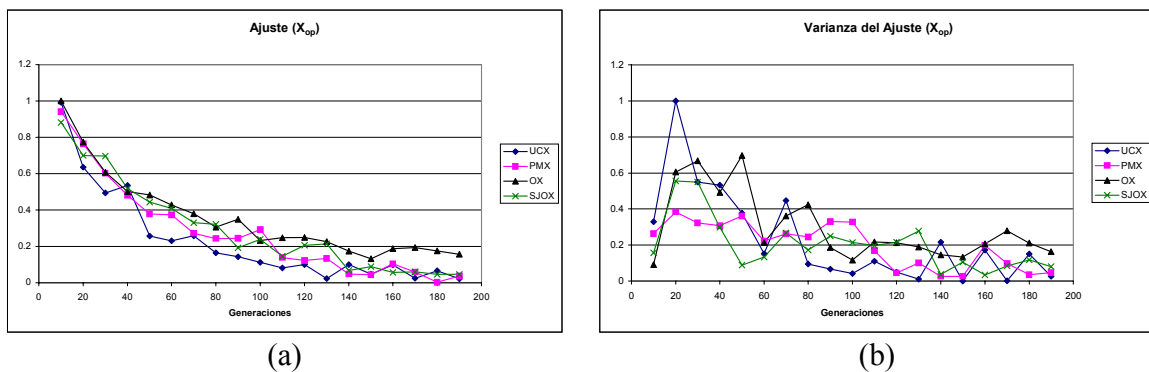 Ajuste (Xop)
1.2
1
0.8
0.6
0.4
0.2
0
0 20 40 60 80 100 120 140 160 180 200
Generaciones
UCX
PMX
OX
SJOX
(a)
Varianza del Ajuste (Xop)
1.2
1
0.8
0.6
0.4
0.2
0
0 20 40 60 80 100 120 140 160 180 200
Generaciones
UCX
PMX
OX
SJOX
(b)